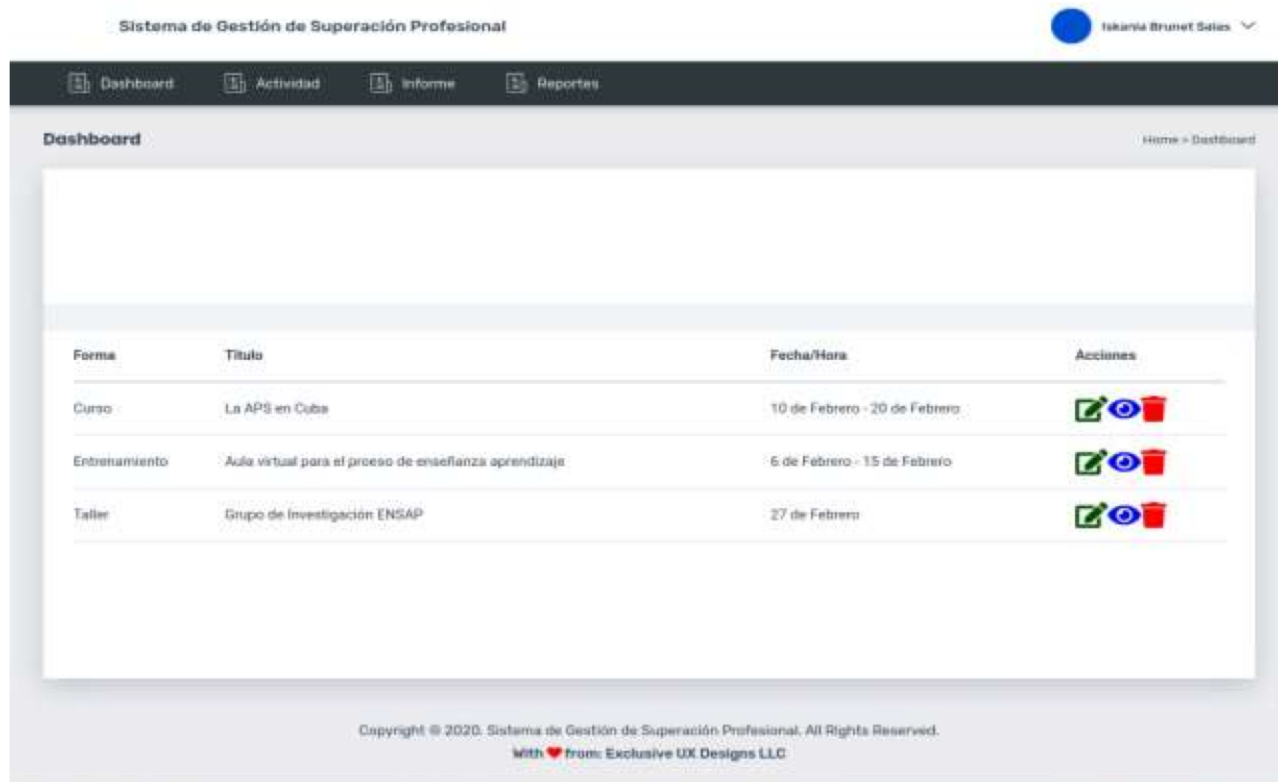 Sistema de Gestión de Superación Profesional
Iskania Brunet Salas
Dashboard Actividad Informe Reportes
Dashboard
Home > Dashboard
Forma Título Fecha/Hora Acciones
Curso La APS en Cuba 10 de Febrero - 20 de Febrero
Entrenamiento Aula virtual para el proeso de enseñanza aprendizaje 6 de Febrero - 15 de Febrero
Taller Grupo de Investigación ENSAP 27 de Febrero
Copyright © 2020. Sistema de Gestión de Superación Profesional. All Rights Reserved.
With ❤ from: Exclusive UX Designs LLC